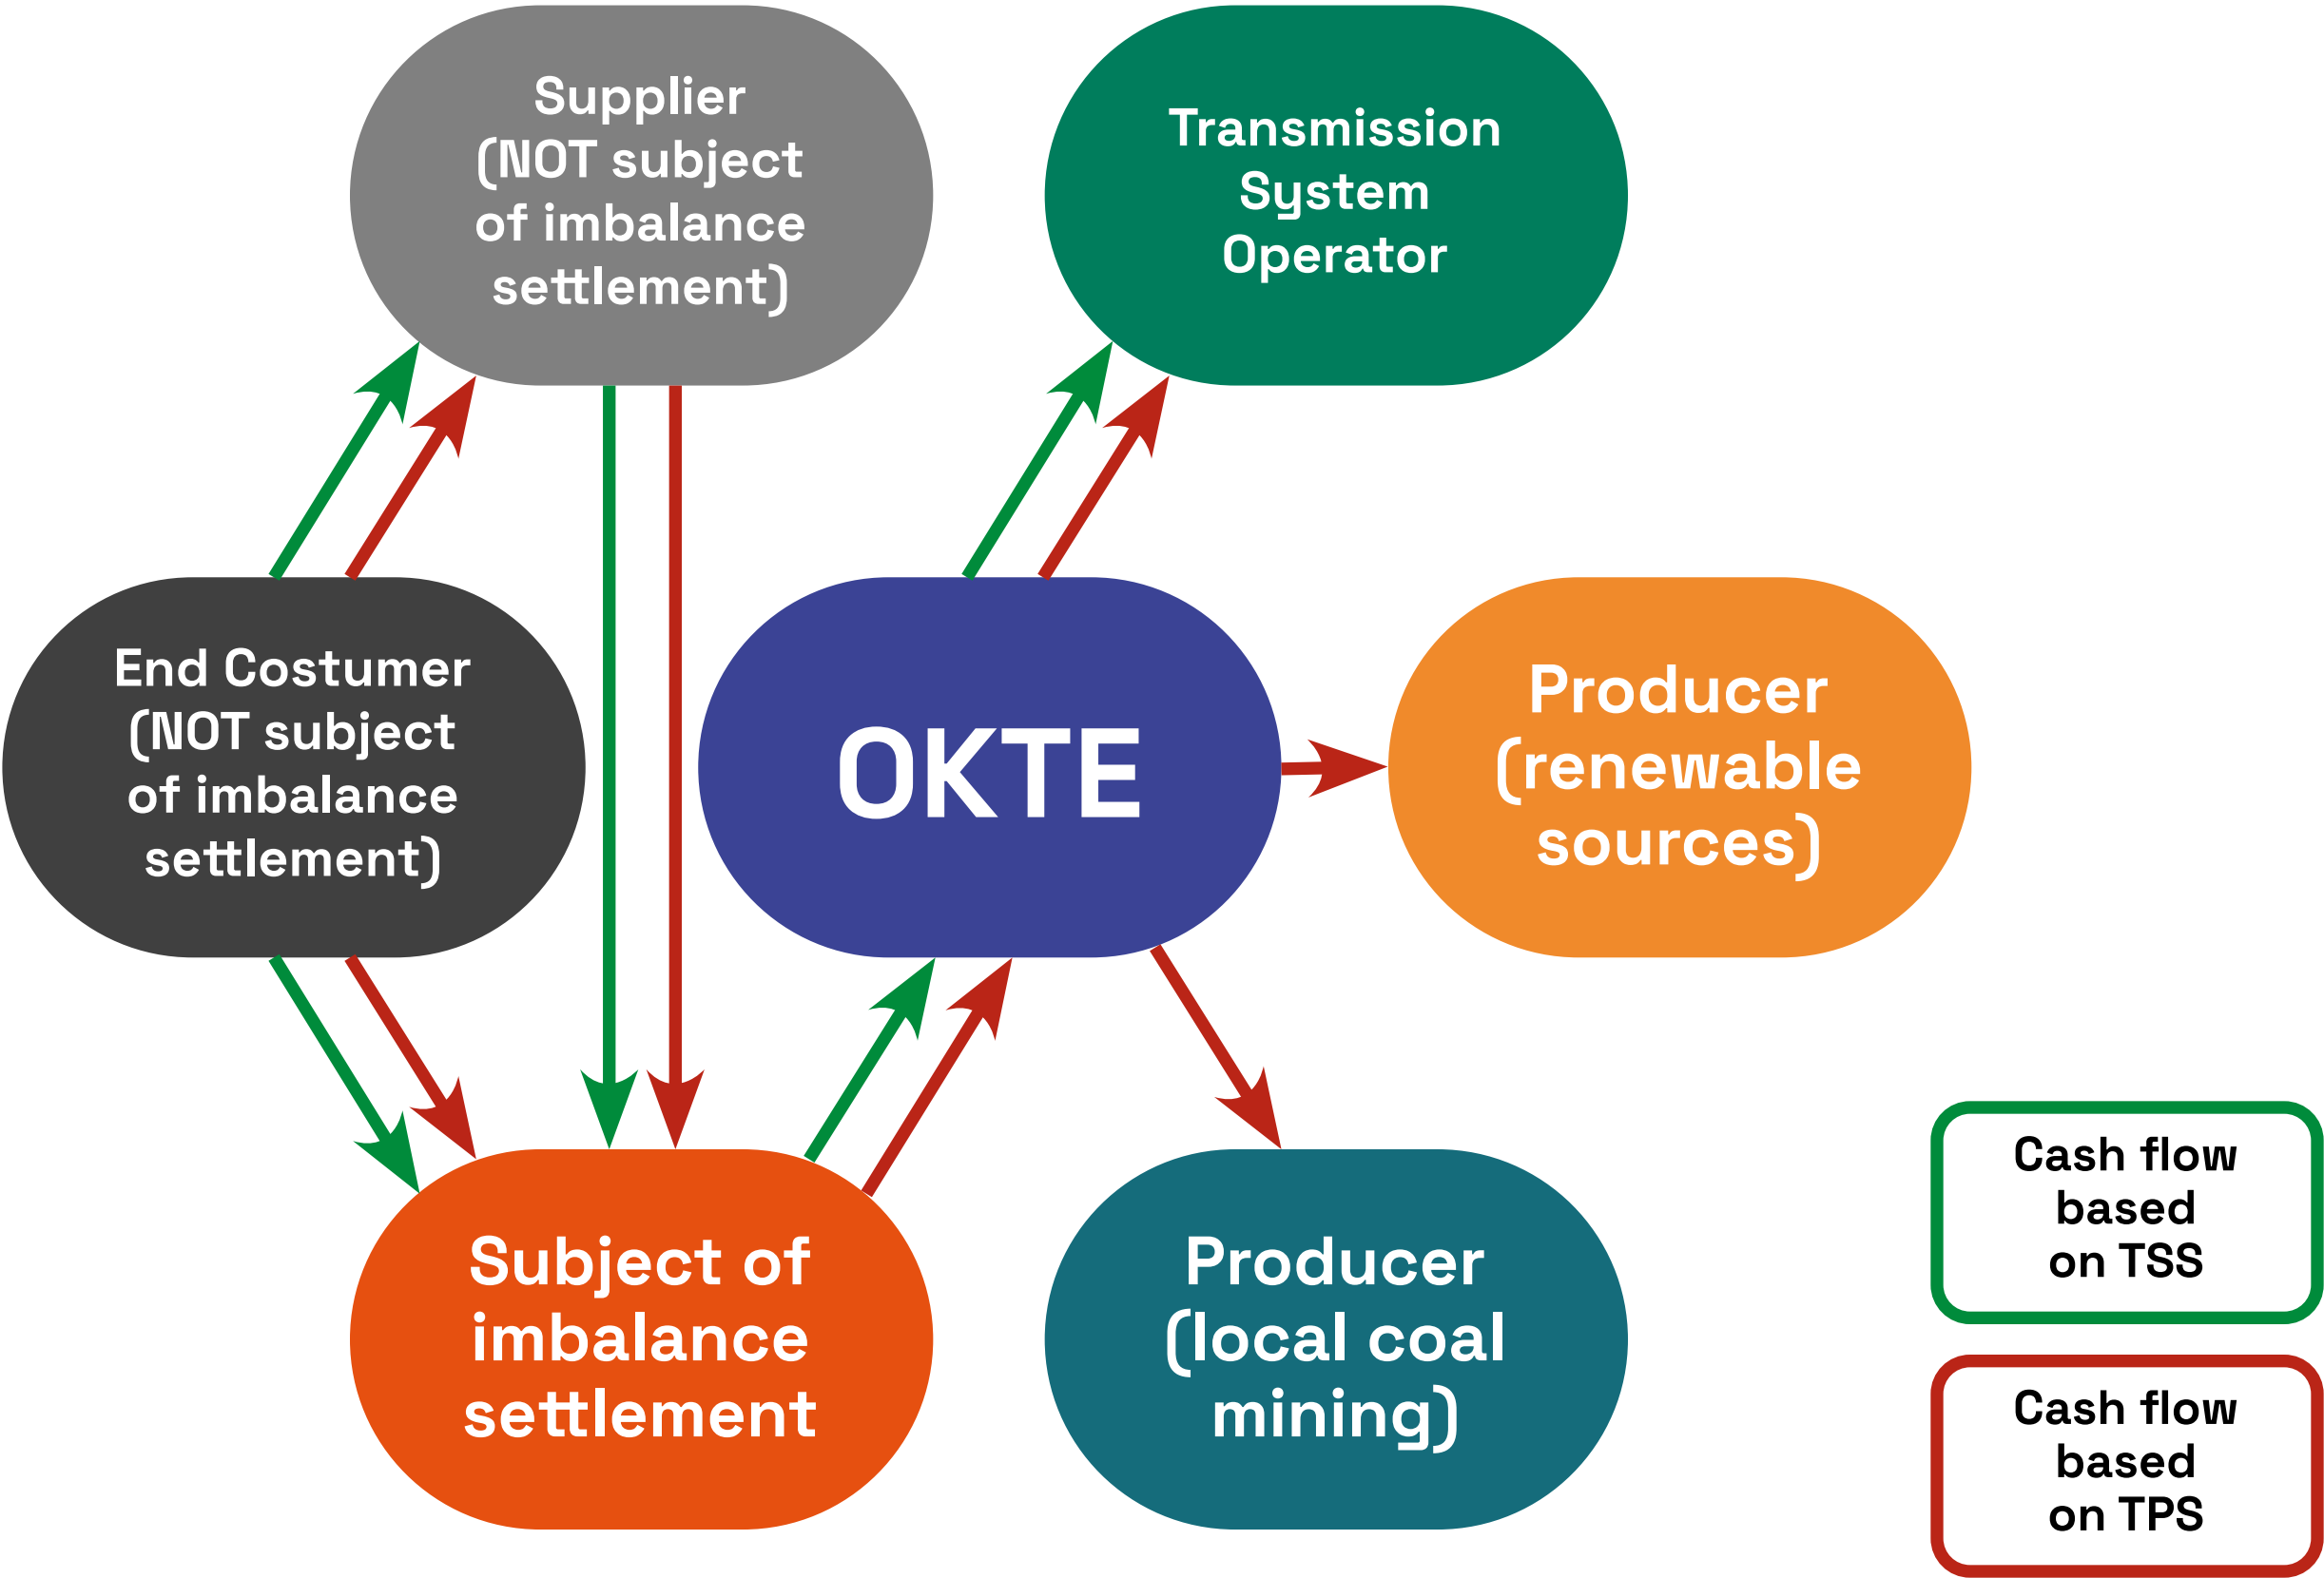 Supplier
(NOT subject
of imbalance
settlement)
Transmission
System
Operator
End Costumer
(NOT subject
of imbalance
settlement)
OKTE
Producer
(renewable
sources)
Subject of
imbalance
settlement
Producer
(local coal
mining)
Cash flow
based
on TSS
Cash flow
based
on TPS